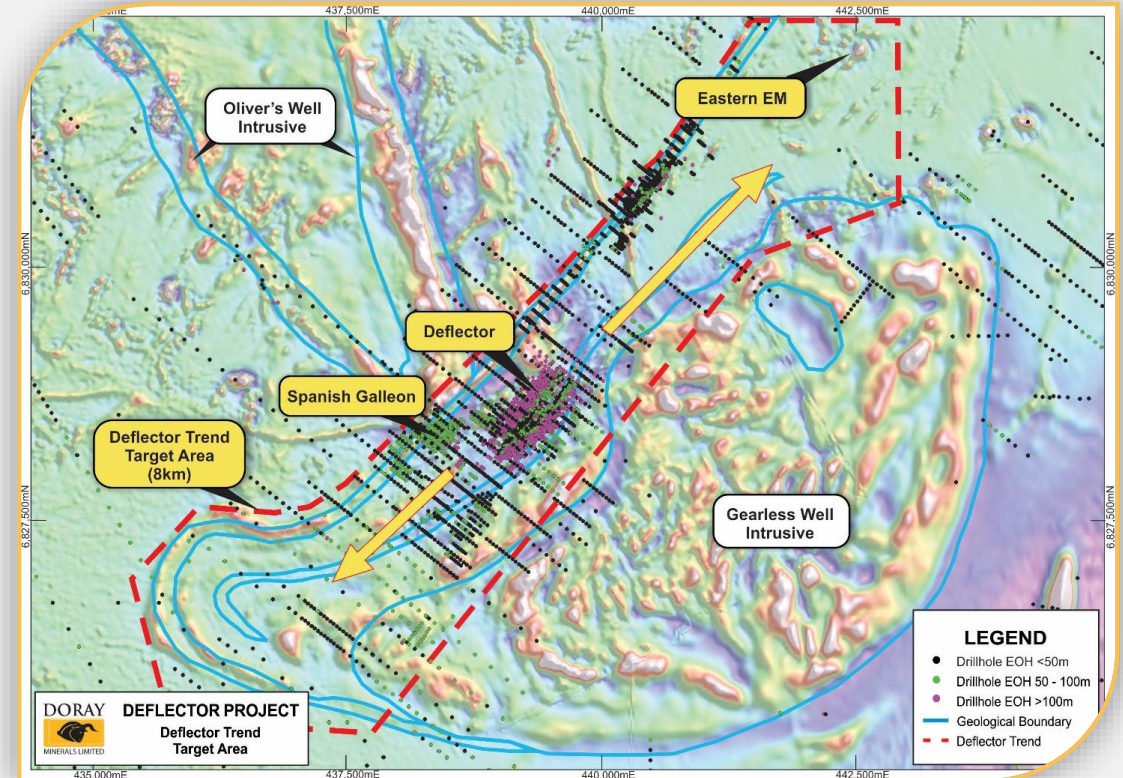 437,500mE
440,000mE
442,500mE
Oliver's Well
Intrusive
Eastern EM
6,830,000mN
6,830,000mN
Deflector
Spanish Galleon
Deflector Trend
Target Area
(8km)
6,827,500mN
6,827,500mN
Gearless Well
Intrusive
LEGEND
Drillhole EOH <50m
Drillhole EOH 50 - 100m
Drillhole EOH >100m
Geological Boundary
Deflector Trend
DORAY
MINERALS LIMITED
DEFLECTOR PROJECT
Deflector Trend
Target Area
435,000mE
437,500mE
440,000mE
442,500mE